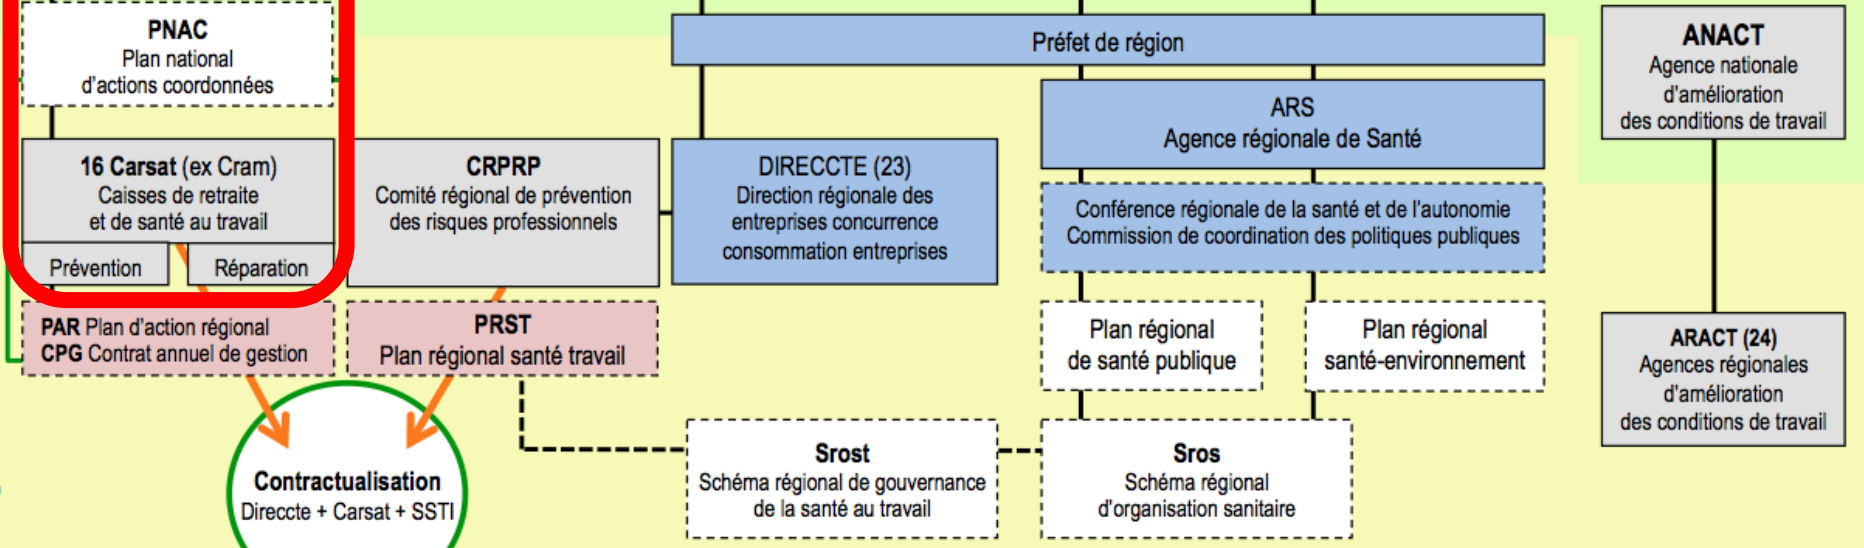 PNAC
Plan national
d'actions coordonnées
Préfet de région
ANACT
Agence nationale
d'amélioration
des conditions de travail
16 Carsat (ex Cram)
Caisses de retraite
et de santé au travail
Prévention
Réparation
CRPRP
Comité régional de prévention
des risques professionnels
DIRECCTE (23)
Direction régionale des
entreprises concurrence
consommation entreprises
ARS
Agence régionale de Santé
Conférence régionale de la santé et de l'autonomie
Commission de coordination des politiques publiques
PAR Plan d'action régional
CPG Contrat annuel de gestion
PRST
Plan régional santé travail
Plan régional
de santé publique
Plan régional
santé-environnement
ARACT (24)
Agences régionales
d'amélioration
des conditions de travail
Contractualisation
Direccte + Carsat + SSTI
Srost
Schéma régional de gouvernance
de la santé au travail
Sros
Schéma régional
d'organisation sanitaire